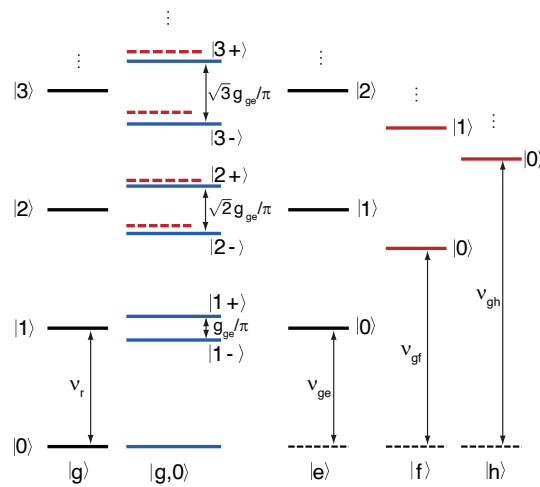 ⋮ ⋮ |3+⟩ ⋮
|3⟩ √3 g_ge/π |2⟩ ⋮
|3-⟩ |1⟩ ⋮
|2+⟩ |0⟩
|2⟩ √2 g_ge/π |1⟩
|2-⟩ |0⟩
|1+⟩ ν_gh
|1⟩ g_ge/π |0⟩
|1-⟩ ν_gf
ν_r ν_ge
|0⟩
|g⟩ |g,0⟩ |e⟩ |f⟩ |h⟩